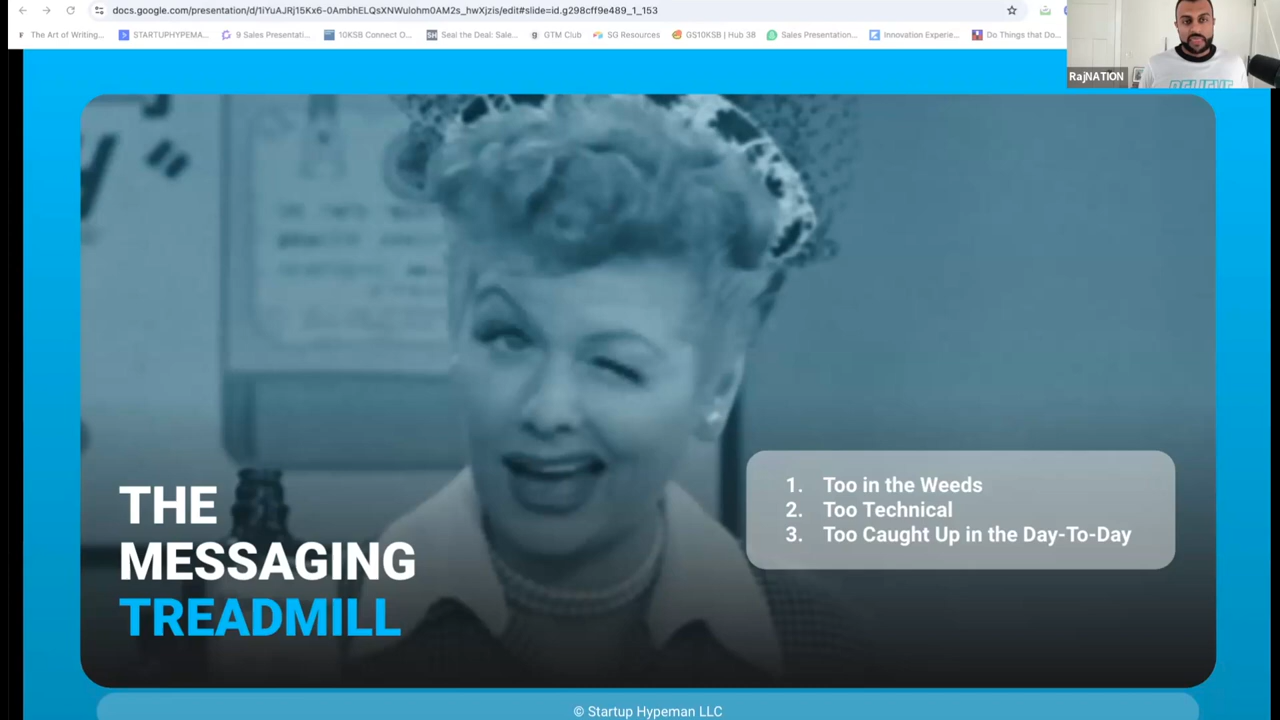 docs.google.com/presentation/d/1iYuAJRj15Kx6-0AmbhELQsXNWulohm0AM2s_hwXjzis/edit#slide=id.g298cff9e489_1_153
The Art of Writing...
STARTUPHYPEMA...
9 Sales Presentati...
10KSB Connect O...
Seal the Deal: Sale...
GTM Club
SG Resources
GS10KSB | Hub 38
Sales Presentation...
Innovation Experie...
Do Things that Do...
RajNATION
BELIEVE
THE
MESSAGING
TREADMILL
1. Too in the Weeds
2. Too Technical
3. Too Caught Up in the Day-To-Day
© Startup Hypeman LLC